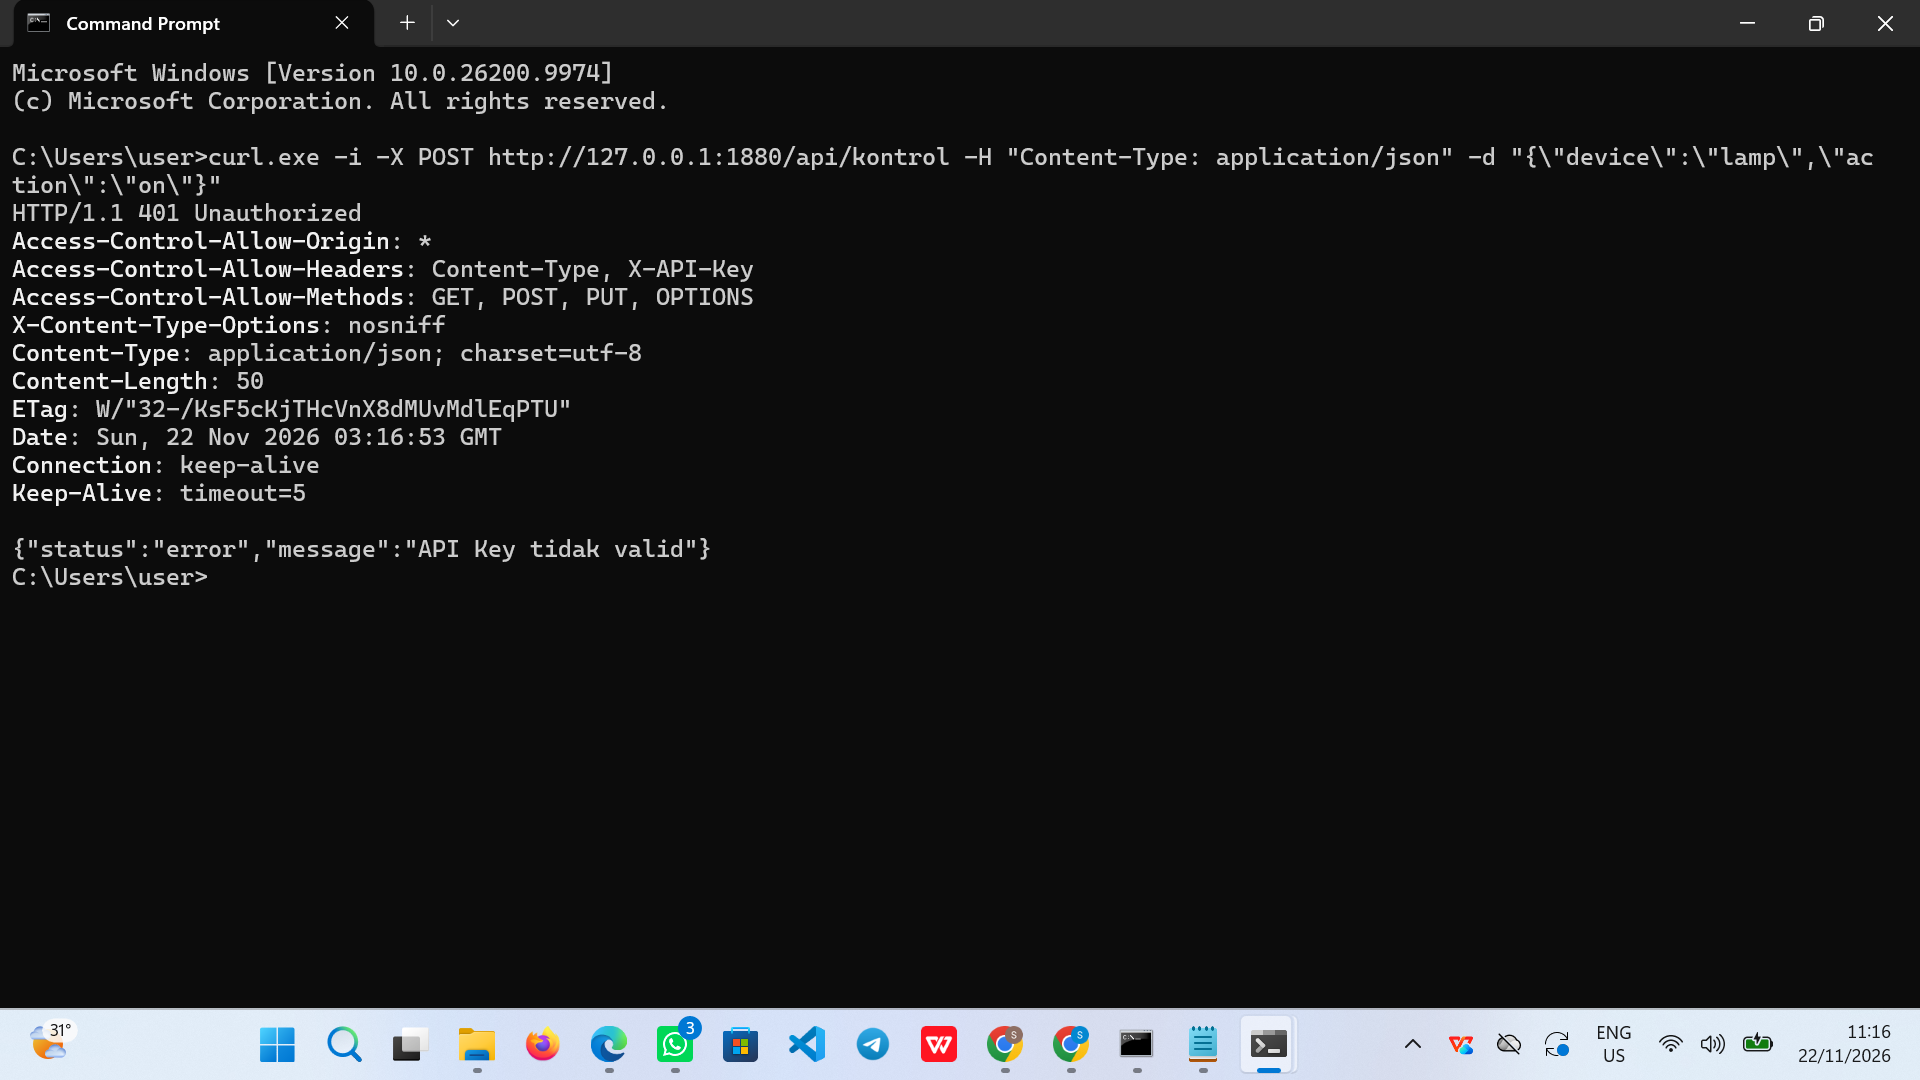 Command Prompt
Microsoft Windows [Version 10.0.26200.9974]
(c) Microsoft Corporation. All rights reserved.
C:\Users\user>curl.exe -i -X POST http://127.0.0.1:1880/api/kontrol -H "Content-Type: application/json" -d "{\"device\":\"lamp\",\"ac
tion\":\"on\"}"
HTTP/1.1 401 Unauthorized
Access-Control-Allow-Origin: *
Access-Control-Allow-Headers: Content-Type, X-API-Key
Access-Control-Allow-Methods: GET, POST, PUT, OPTIONS
X-Content-Type-Options: nosniff
Content-Type: application/json; charset=utf-8
Content-Length: 50
ETag: W/"32-/KsF5cKjTHcVnX8dMUvMdlEqPTU"
Date: Sun, 22 Nov 2026 03:16:53 GMT
Connection: keep-alive
Keep-Alive: timeout=5
{"status":"error","message":"API Key tidak valid"}
C:\Users\user>
31°
3
S
S
ENG
US
11:16
22/11/2026